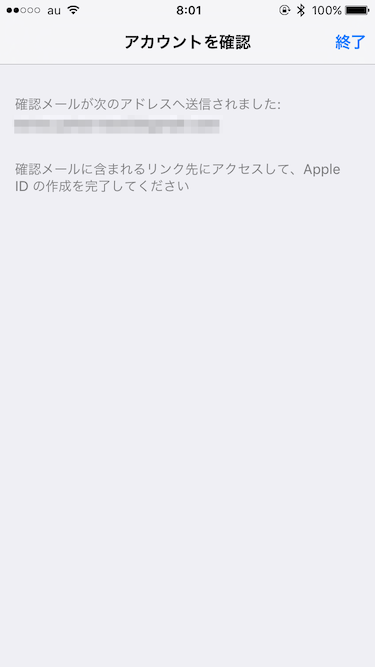 au 8:01 100%
アカウントを確認 終了
確認メールが次のアドレスへ送信されました:
確認メールに含まれるリンク先にアクセスして、Apple
ID の作成を完了してください